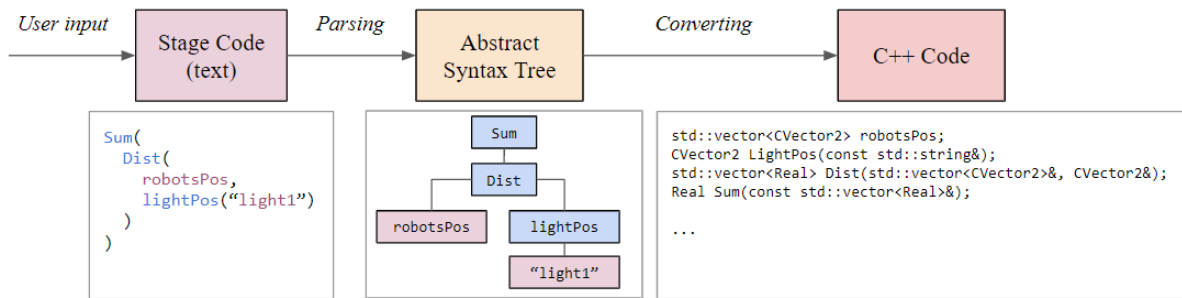 User input
Stage Code
(text)
Parsing
Abstract
Syntax Tree
Converting
C++ Code
Sum(
Dist(
robotsPos,
lightPos(“light1”)
)
)
Sum
Dist
robotsPos
lightPos
“light1”
std::vector<CVector2> robotsPos;
CVector2 LightPos(const std::string&);
std::vector<Real> Dist(std::vector<CVector2>&, CVector2&);
Real Sum(const std::vector<Real>&);
...